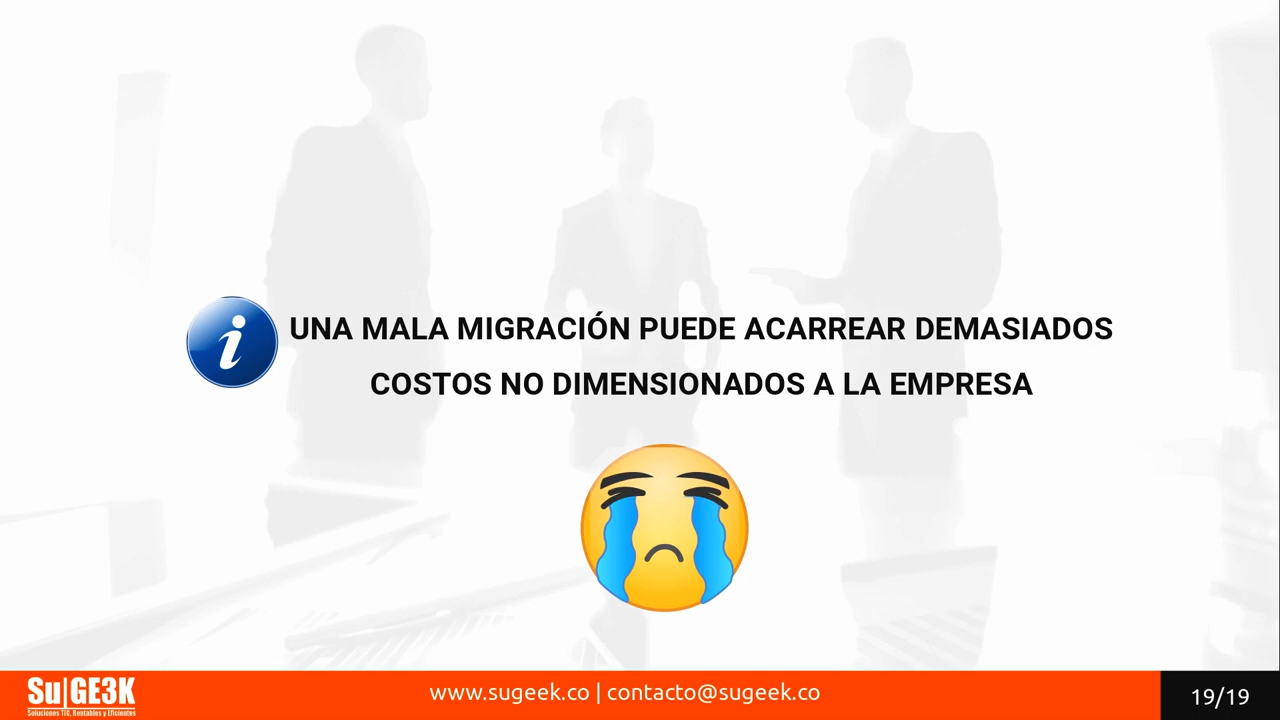 UNA MALA MIGRACIÓN PUEDE ACARREAR DEMASIADOS
COSTOS NO DIMENSIONADOS A LA EMPRESA
Su|GE3K
Soluciones TIC, Rentables y Eficientes
www.sugeek.co | contacto@sugeek.co
19/19